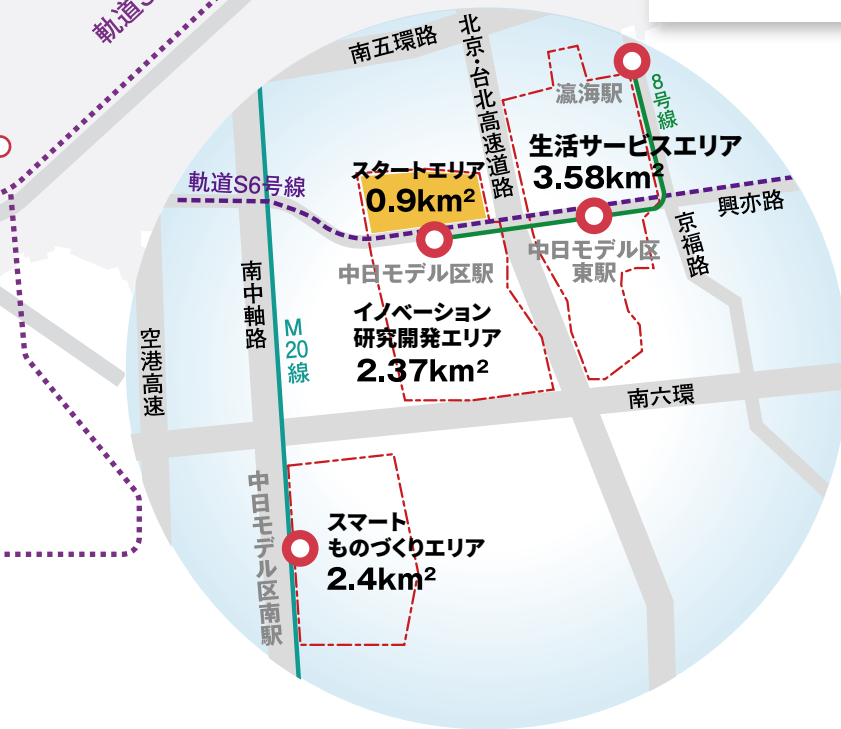 軌道S
南五環路
北京・台北高速道路
瀛海駅
8号線
生活サービスエリア
3.58km²
スタートエリア
0.9km²
軌道S6号線
興亦路
京福路
中日モデル区駅
中日モデル区
東駅
南中軸路
M20線
空港高速
イノベーション
研究開発エリア
2.37km²
南六環
中日モデル区南駅
スマート
ものづくりエリア
2.4km²